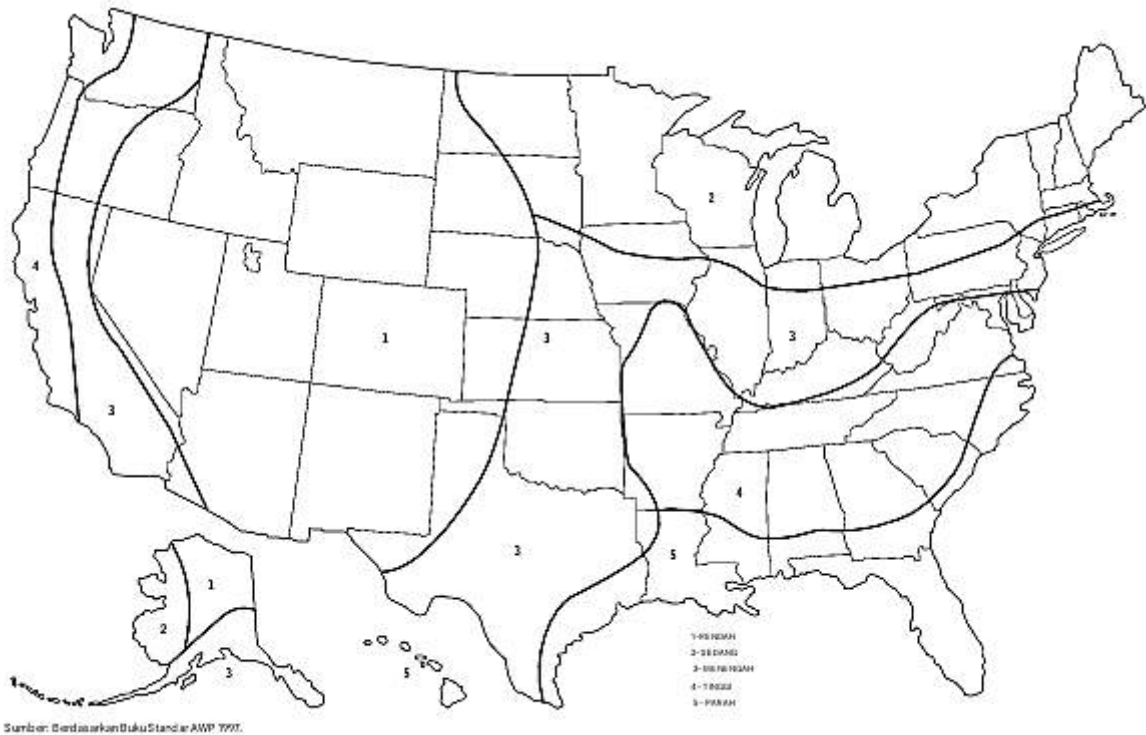 2
4
3
1
3
3
4
3
5
1
2
3
5
1-RENDAH
2-SEDANG
3-MENENGAH
4-TINGGI
5-PARAH
Sumber: Berdasarkan Buku Standar AWP 1997.